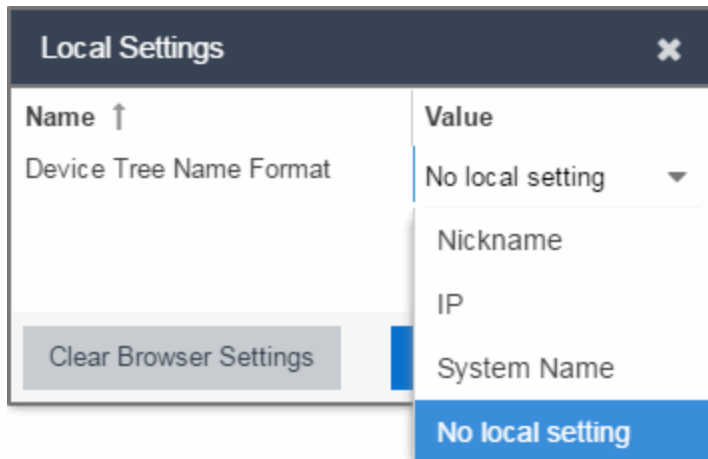 Local Settings ✖
Name ↑ Value
Device Tree Name Format No local setting
Nickname
IP
Clear Browser Settings
System Name
No local setting